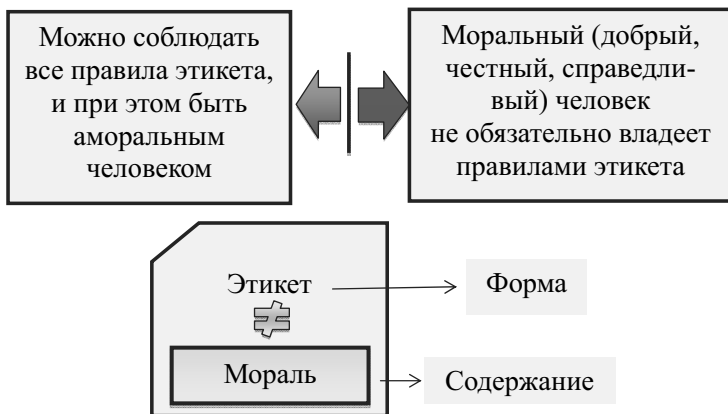 Можно соблюдать
все правила этикета,
и при этом быть
аморальным
человеком
Моральный (добрый,
честный, справедли-
вый) человек
не обязательно владеет
правилами этикета
Этикет
Форма
≠
Мораль
Содержание